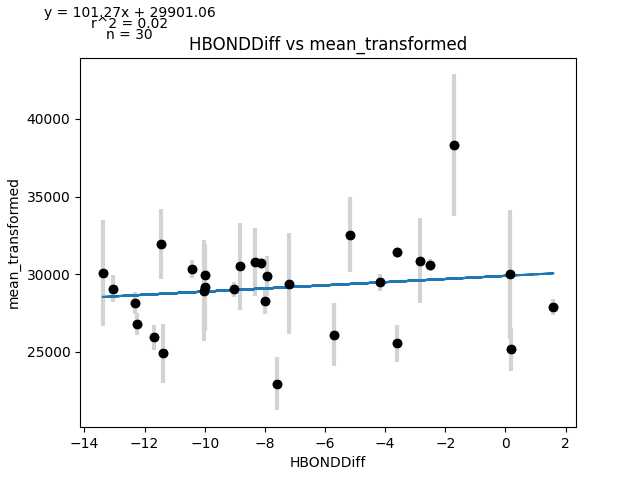 y = 101.27x + 29901.06
r^2 = 0.02
n = 30
HBONDDiff vs mean_transformed
mean_transformed
40000
35000
30000
25000
−14 −12 −10 −8 −6 −4 −2 0 2
HBONDDiff